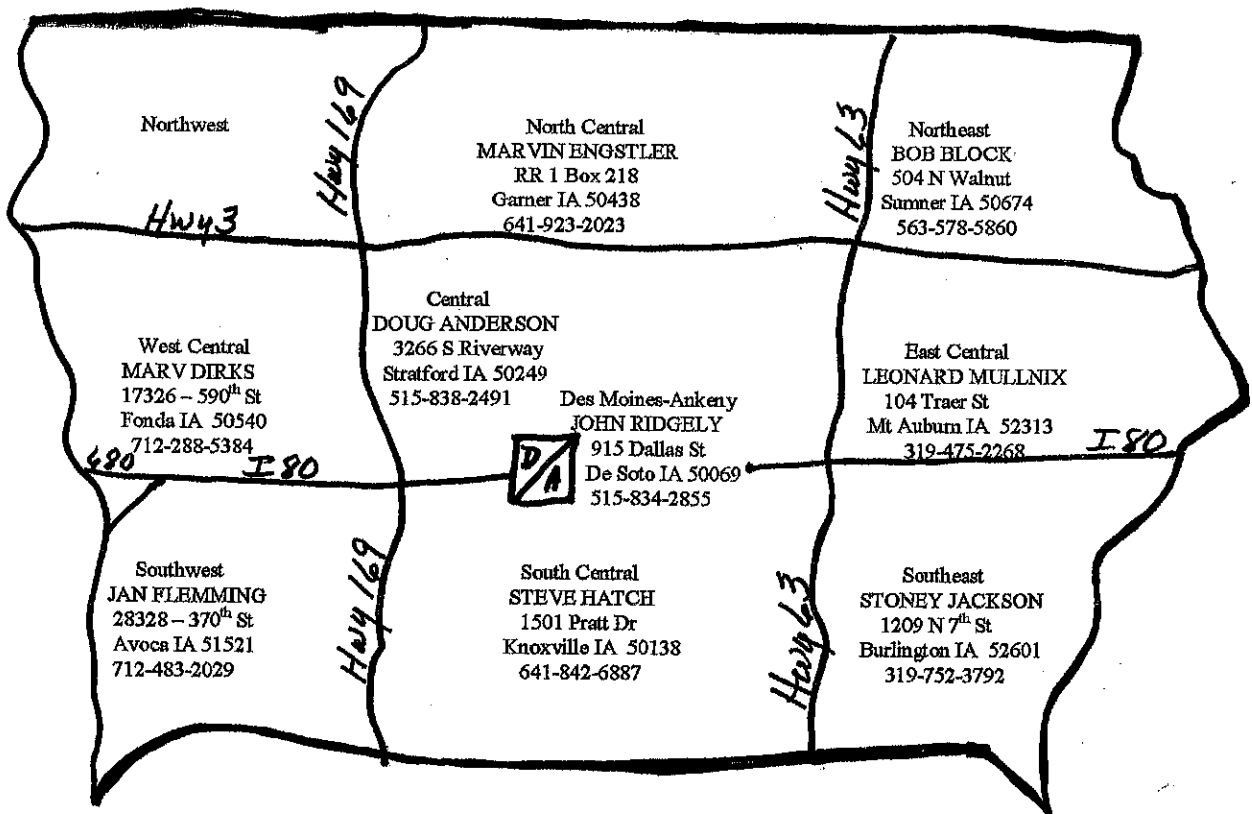 Northwest
Hwy 169
North Central
MARVIN ENGSTLER
RR 1 Box 218
Garner IA 50438
641-923-2023
Hwy 63
Northeast
BOB BLOCK
504 N Walnut
Sumner IA 50674
563-578-5860
Hwy 3
West Central
MARV DIRKS
17326 – 590th St
Fonda IA 50540
712-288-5384
Central
DOUG ANDERSON
3266 S Riverway
Stratford IA 50249
515-838-2491
Des Moines-Ankeny
JOHN RIDGELY
915 Dallas St
De Soto IA 50069
515-834-2855
D/A
East Central
LEONARD MULLNIX
104 Traer St
Mt Auburn IA 52313
319-475-2268
I 80
680
I 80
Southwest
JAN FLEMMING
28328 – 370th St
Avoca IA 51521
712-483-2029
Hwy 169
South Central
STEVE HATCH
1501 Pratt Dr
Knoxville IA 50138
641-842-6887
Hwy 63
Southeast
STONEY JACKSON
1209 N 7th St
Burlington IA 52601
319-752-3792